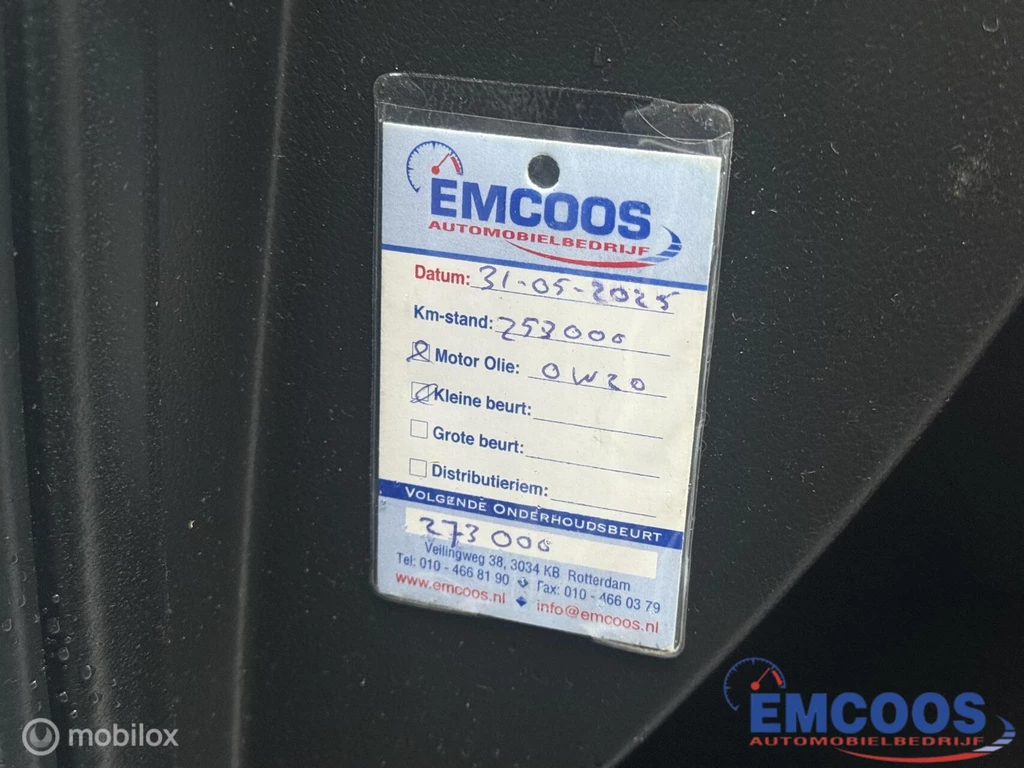 EMCOOS
AUTOMOBIELBEDRIJF
Datum: 31-05-2025
Km-stand: 253000
Motor Olie: 0W20
Kleine beurt:
Grote beurt:
Distributieriem:
VOLGENDE ONDERHOUDSBEURT
273000
Veilingweg 38, 3034 KB Rotterdam
Tel: 010 - 466 81 90 Fax: 010 - 466 03 79
www.emcoos.nl info@emcoos.nl
mobilox
EMCOOS
AUTOMOBIELBEDRIJF